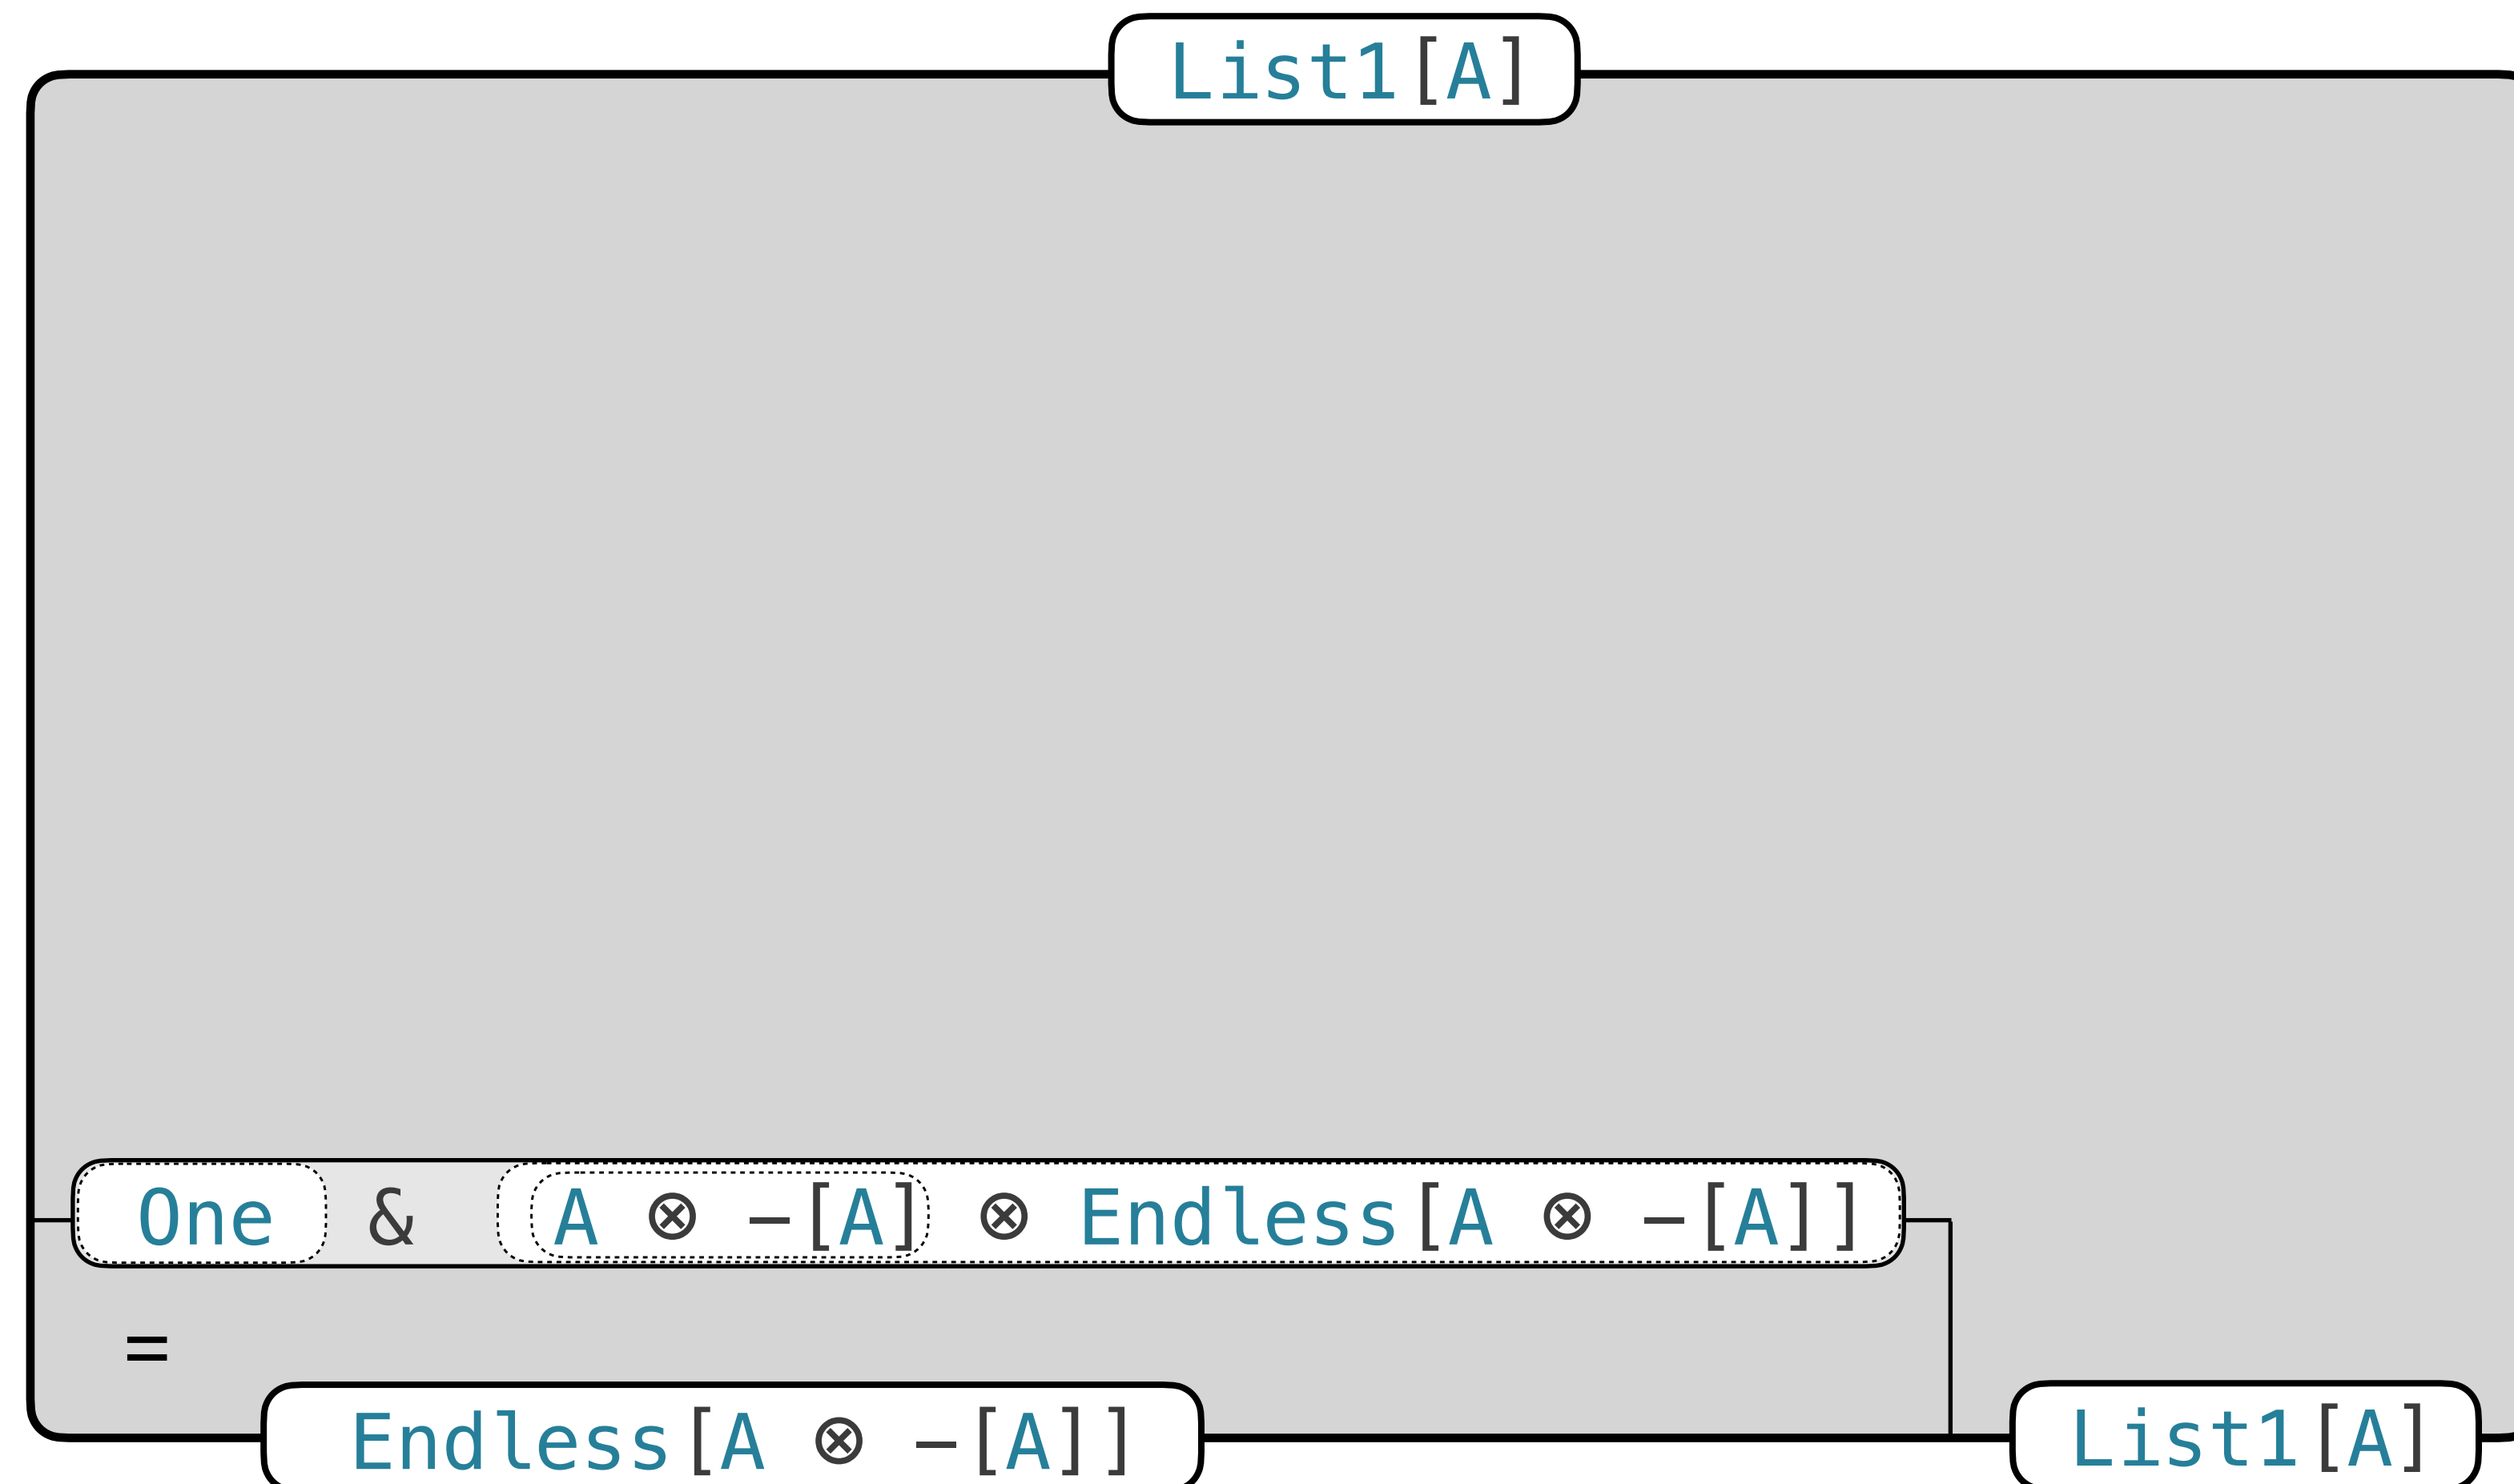 List1[A]
One & A ⊗ −[A] ⊗ Endless[A ⊗ −[A]]
=
Endless[A ⊗ −[A]]
List1[A]